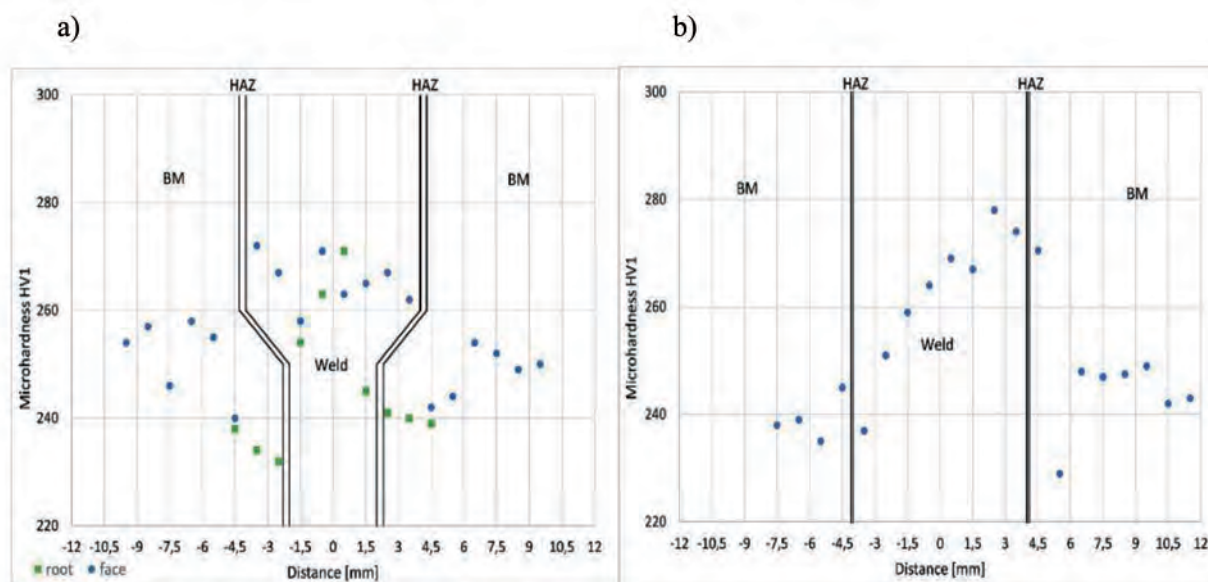 a)
HAZ HAZ
300
280
260
240
220
BM
BM
Weld
Microhardness HV1
-12 -10,5 -9 -7,5 -6 -4,5 -3 -1,5 0 1,5 3 4,5 6 7,5 9 10,5 12
Distance [mm]
root face
b)
HAZ HAZ
300
280
260
240
220
BM
BM
Weld
Microhardness HV1
-12 -10,5 -9 -7,5 -6 -4,5 -3 -1,5 0 1,5 3 4,5 6 7,5 9 10,5 12
Distance [mm]